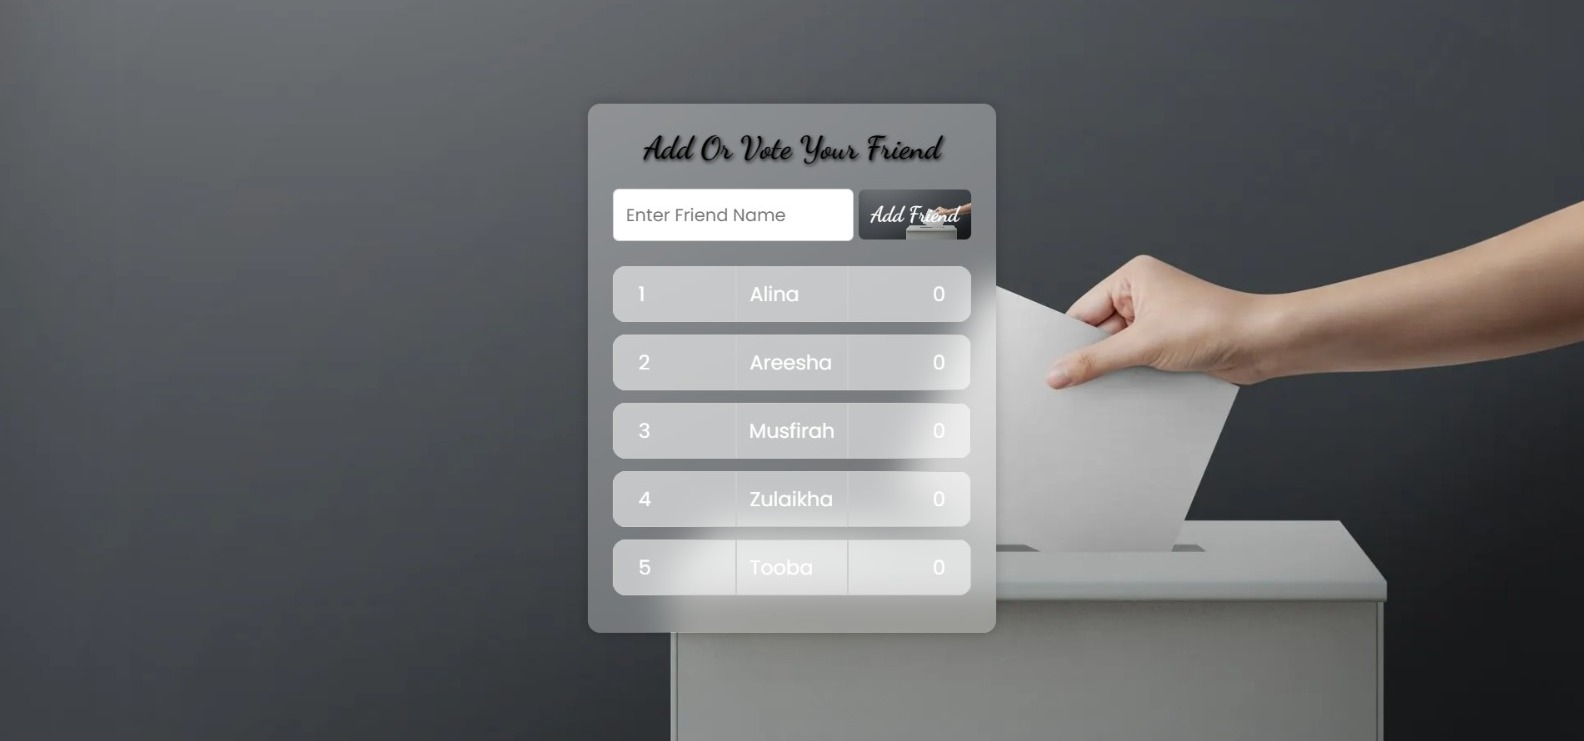 Add Or Vote Your Friend
Enter Friend Name Add Friend
1 Alina 0
2 Areesha 0
3 Musfirah 0
4 Zulaikha 0
5 Tooba 0